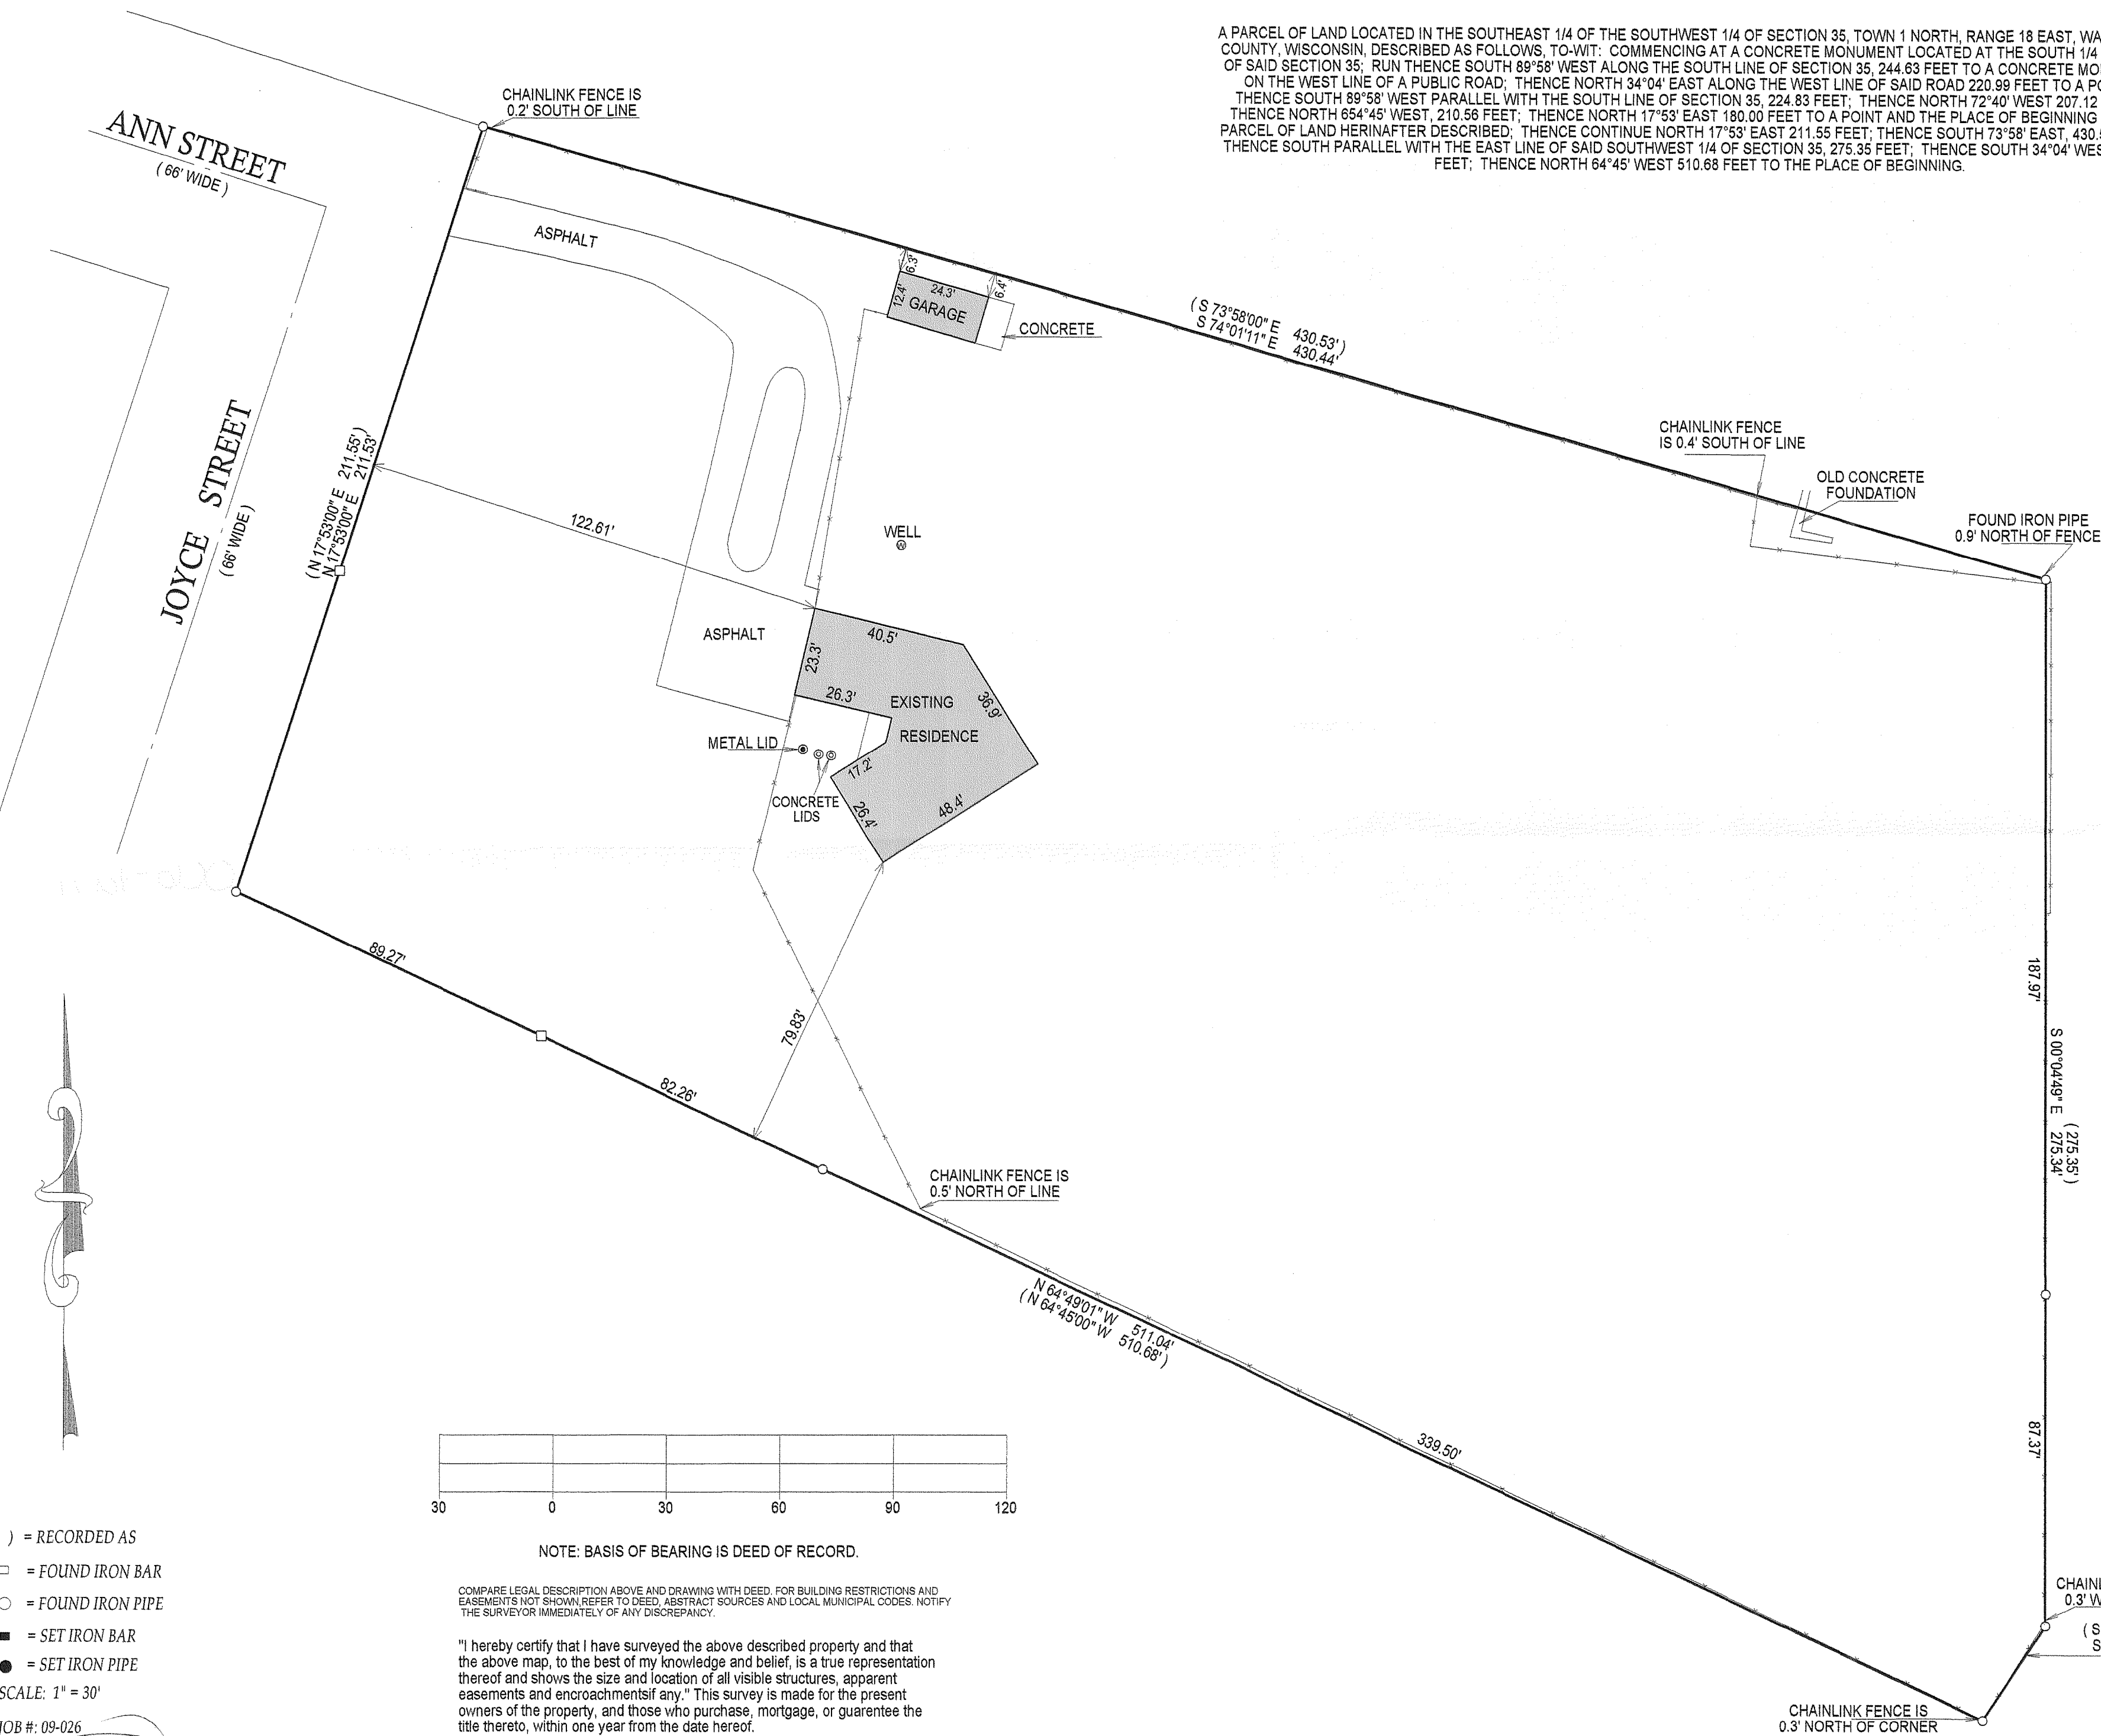 A PARCEL OF LAND LOCATED IN THE SOUTHEAST 1/4 OF THE SOUTHWEST 1/4 OF SECTION 35, TOWN 1 NORTH, RANGE 18 EAST, WA
COUNTY, WISCONSIN, DESCRIBED AS FOLLOWS, TO-WIT: COMMENCING AT A CONCRETE MONUMENT LOCATED AT THE SOUTH 1/4
OF SAID SECTION 35; RUN THENCE SOUTH 89°58' WEST ALONG THE SOUTH LINE OF SECTION 35, 244.63 FEET TO A CONCRETE MO
ON THE WEST LINE OF A PUBLIC ROAD; THENCE NORTH 34°04' EAST ALONG THE WEST LINE OF SAID ROAD 220.99 FEET TO A PO
THENCE SOUTH 89°58' WEST PARALLEL WITH THE SOUTH LINE OF SECTION 35, 224.83 FEET; THENCE NORTH 72°40' WEST 207.12
THENCE NORTH 654°45' WEST, 210.56 FEET; THENCE NORTH 17°53' EAST 180.00 FEET TO A POINT AND THE PLACE OF BEGINNING
PARCEL OF LAND HERINAFTER DESCRIBED; THENCE CONTINUE NORTH 17°53' EAST 211.55 FEET; THENCE SOUTH 73°58' EAST, 430.5
THENCE SOUTH PARALLEL WITH THE EAST LINE OF SAID SOUTHWEST 1/4 OF SECTION 35, 275.35 FEET; THENCE SOUTH 34°04' WES
FEET; THENCE NORTH 64°45' WEST 510.68 FEET TO THE PLACE OF BEGINNING.
CHAINLINK FENCE IS
0.2' SOUTH OF LINE
ANN STREET
( 66' WIDE )
ASPHALT
6.3'
6.4'
24.3'
12.4'
GARAGE
CONCRETE
( S 73°58'00" E 430.53' )
S 74°01'11" E 430.44'
CHAINLINK FENCE
IS 0.4' SOUTH OF LINE
OLD CONCRETE
FOUNDATION
FOUND IRON PIPE
0.9' NORTH OF FENCE
JOYCE STREET
( 66' WIDE )
( N 17°53'00" E 211.55' )
N 17°53'00" E 211.53'
122.61'
WELL
W
ASPHALT
40.5'
23.3'
26.3'
EXISTING
RESIDENCE
36.9'
METAL LID
17.2'
CONCRETE
LIDS
26.4'
48.4'
89.27'
79.83'
82.26'
187.97'
S 00°04'49" E 275.34'
( 275.35' )
CHAINLINK FENCE IS
0.5' NORTH OF LINE
N 64°49'01" W 511.04'
( N 64°45'00" W 510.68' )
339.50'
87.37'
30 0 30 60 90 120
NOTE: BASIS OF BEARING IS DEED OF RECORD.
COMPARE LEGAL DESCRIPTION ABOVE AND DRAWING WITH DEED. FOR BUILDING RESTRICTIONS AND
EASEMENTS NOT SHOWN,REFER TO DEED, ABSTRACT SOURCES AND LOCAL MUNICIPAL CODES. NOTIFY
THE SURVEYOR IMMEDIATELY OF ANY DISCREPANCY.
"I hereby certify that I have surveyed the above described property and that
the above map, to the best of my knowledge and belief, is a true representation
thereof and shows the size and location of all visible structures, apparent
easements and encroachmentsif any." This survey is made for the present
owners of the property, and those who purchase, mortgage, or guarentee the
title thereto, within one year from the date hereof.
) = RECORDED AS
= FOUND IRON BAR
= FOUND IRON PIPE
= SET IRON BAR
= SET IRON PIPE
SCALE: 1" = 30'
JOB #: 09-026
CHAINL
0.3' W
( S
S
CHAINLINK FENCE IS
0.3' NORTH OF CORNER